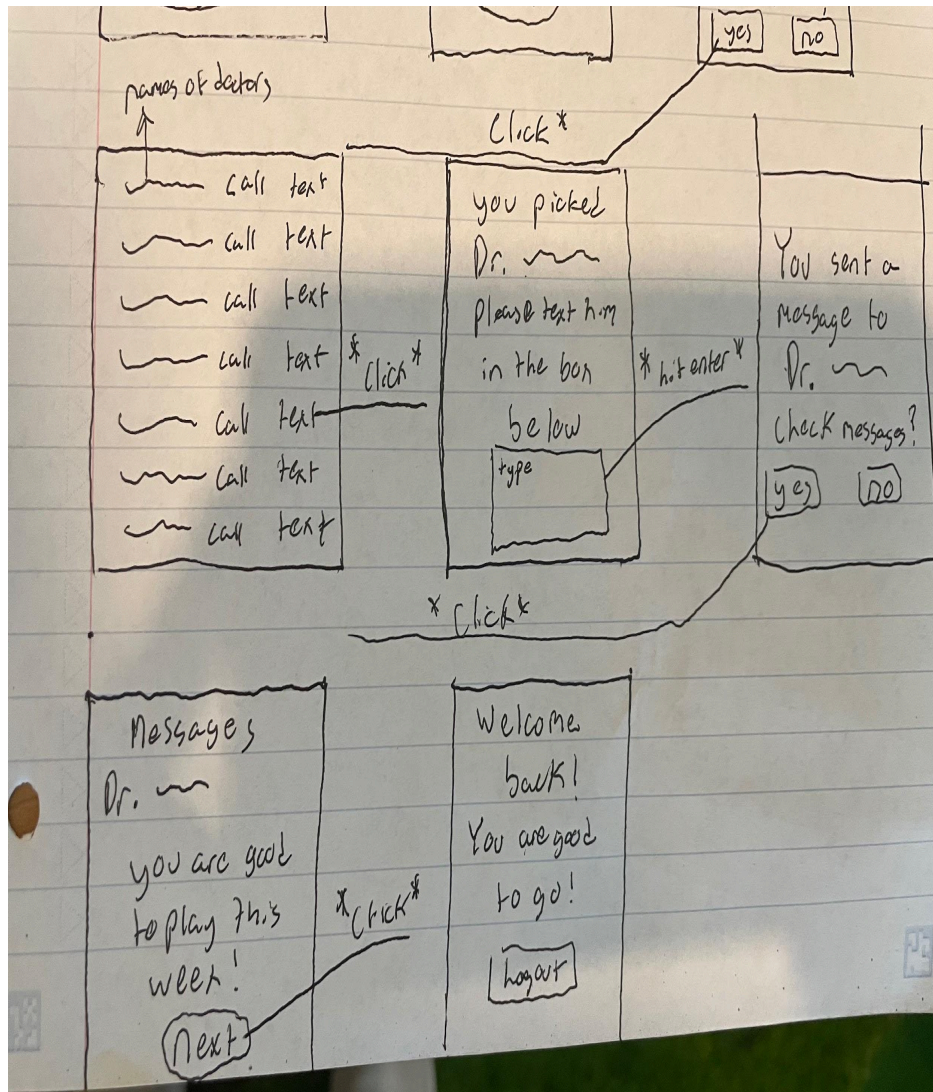 yes no
names of doctors
Click*
call text
call text
call text
call text
call text
call text
call text
*Click*
you picked
Dr.
please text him
in the box
below
type
*hit enter*
You sent a
message to
Dr.
check messages?
yes no
*Click*
Messages
Dr.
you are good
to play this
week!
next
*Click*
Welcome
back!
You are good
to go!
Logout